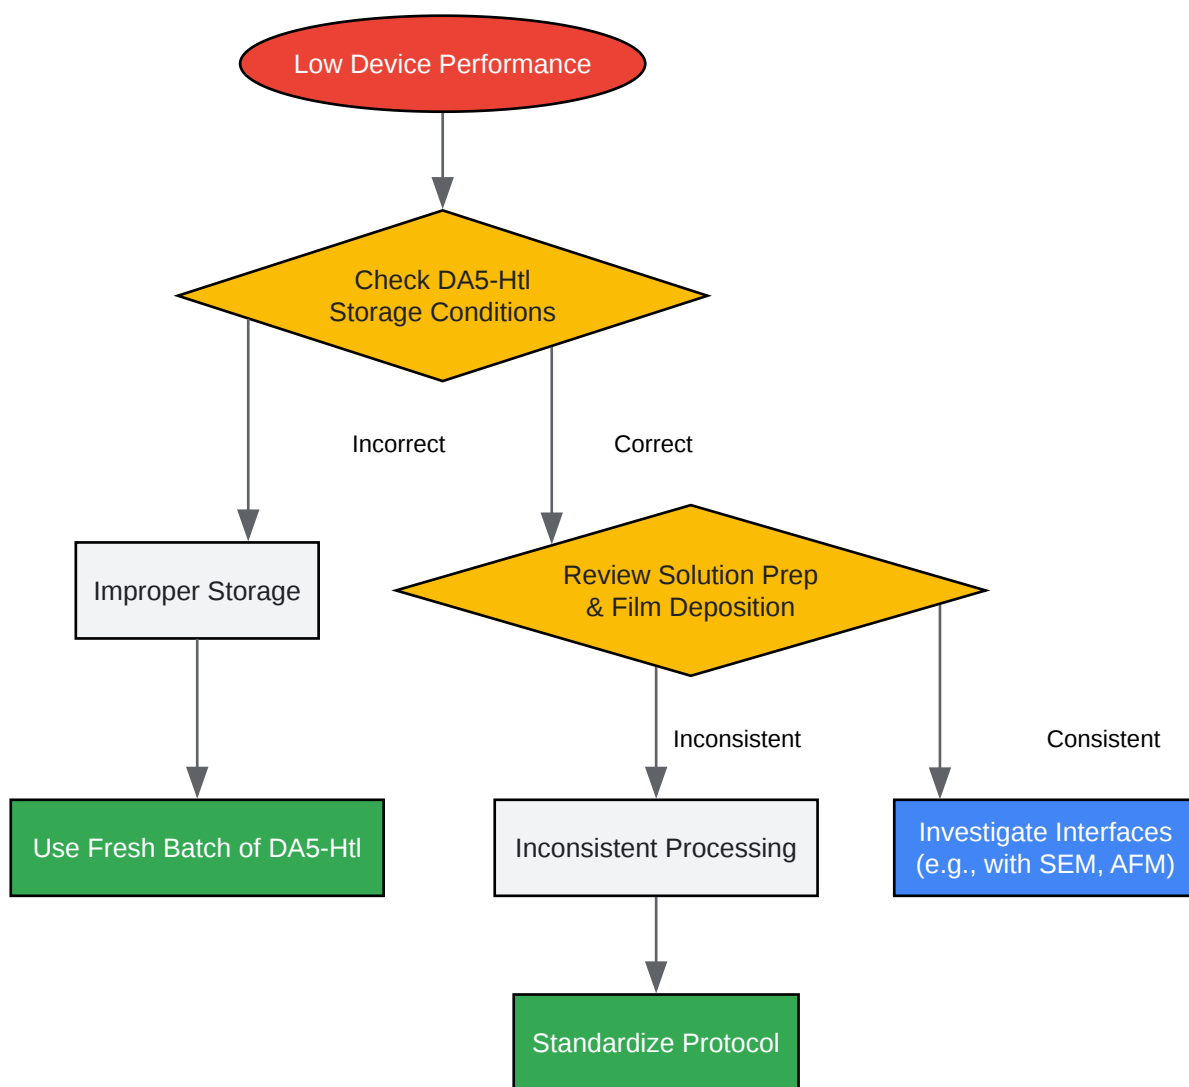 Low Device Performance
Check DA5-Htl
Storage Conditions
Incorrect
Correct
Improper Storage
Review Solution Prep
& Film Deposition
Inconsistent
Consistent
Use Fresh Batch of DA5-Htl
Inconsistent Processing
Investigate Interfaces
(e.g., with SEM, AFM)
Standardize Protocol